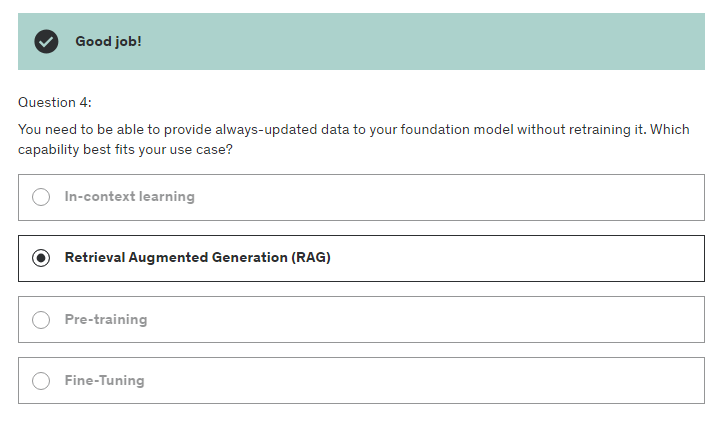 Good job!
Question 4:
You need to be able to provide always-updated data to your foundation model without retraining it. Which
capability best fits your use case?
In-context learning
Retrieval Augmented Generation (RAG)
Pre-training
Fine-Tuning